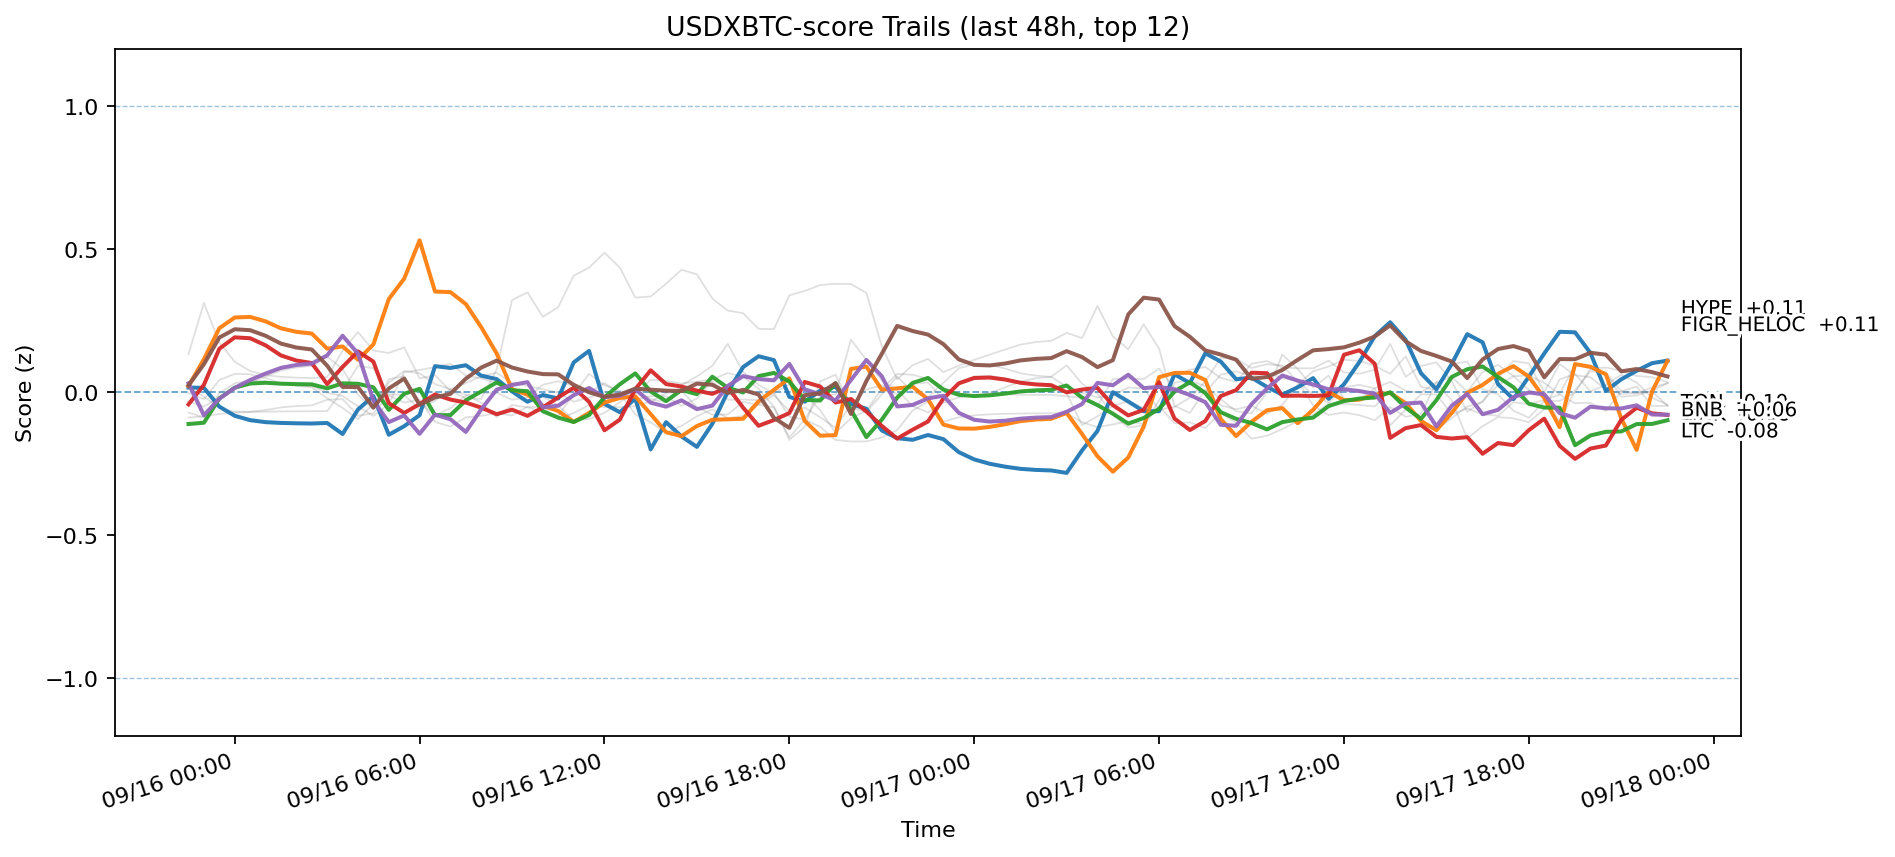 USDXBTC-score Trails (last 48h, top 12)
Score (z)
1.0
0.5
0.0
−0.5
−1.0
HYPE +0.11
FIGR_HELOC +0.11
BNB +0.06
LTC -0.08
09/16 00:00
09/16 06:00
09/16 12:00
09/16 18:00
09/17 00:00
09/17 06:00
09/17 12:00
09/17 18:00
09/18 00:00
Time